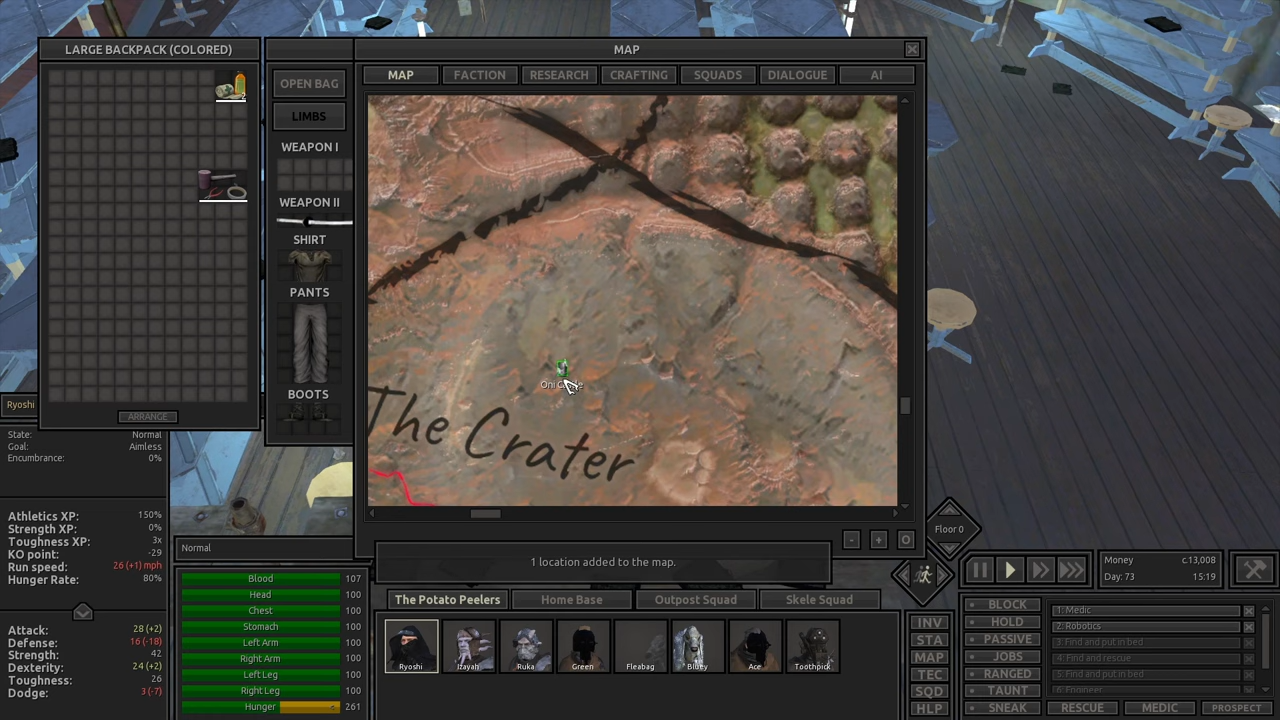 LARGE BACKPACK (COLORED)
2
ARRANGE
OPEN BAG
LIMBS
WEAPON I
WEAPON II
SHIRT
PANTS
BOOTS
MAP
MAP
FACTION
RESEARCH
CRAFTING
SQUADS
DIALOGUE
AI
The Crater
-
+
O
1 location added to the map.
Ryoshi
State: Normal
Goal: Aimless
Encumbrance: 0%
Athletics XP: 150%
Strength XP: 0%
Toughness XP: 3x
KO point: -29
Run speed: 26 (+1) mph
Hunger Rate: 80%
Attack: 28 (+2)
Defense: 16 (-18)
Strength: 42
Dexterity: 24 (+2)
Toughness: 26
Dodge: 3 (-7)
Normal
Blood 107
Head 100
Chest 100
Stomach 100
Left Arm 100
Right Arm 100
Left Leg 100
Right Leg 100
Hunger 261
The Potato Peelers
Home Base
Outpost Squad
Skele Squad
Ryoshi
Izayah
Ruka
Green
Fleabag
Bluey
Ace
Toothpick
Floor 0
Money c.13,008
Day: 73 15:19
INV
STA
MAP
TEC
SQD
HLP
BLOCK
HOLD
PASSIVE
JOBS
RANGED
TAUNT
SNEAK
1: Medic
2: Robotics
3: Find and put in bed
4: Find and rescue
5: Find and put in bed
6: Engineer
RESCUE
MEDIC
PROSPECT